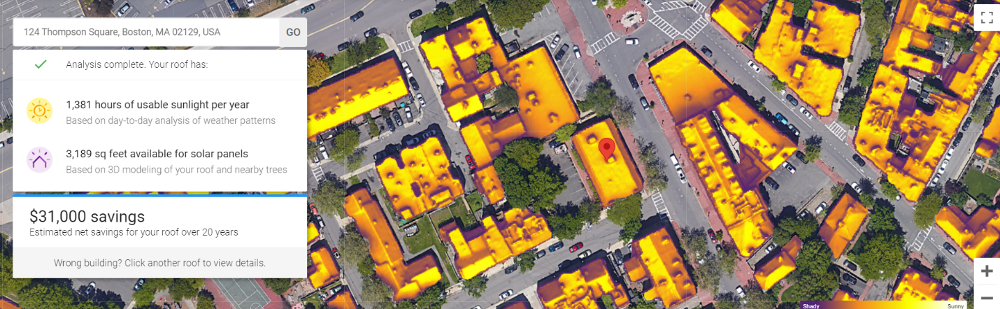 124 Thompson Square, Boston, MA 02129, USA
GO
Analysis complete. Your roof has:
1,381 hours of usable sunlight per year
Based on day-to-day analysis of weather patterns
3,189 sq feet available for solar panels
Based on 3D modeling of your roof and nearby trees
$31,000 savings
Estimated net savings for your roof over 20 years
Wrong building? Click another roof to view details.
Shady Sunny